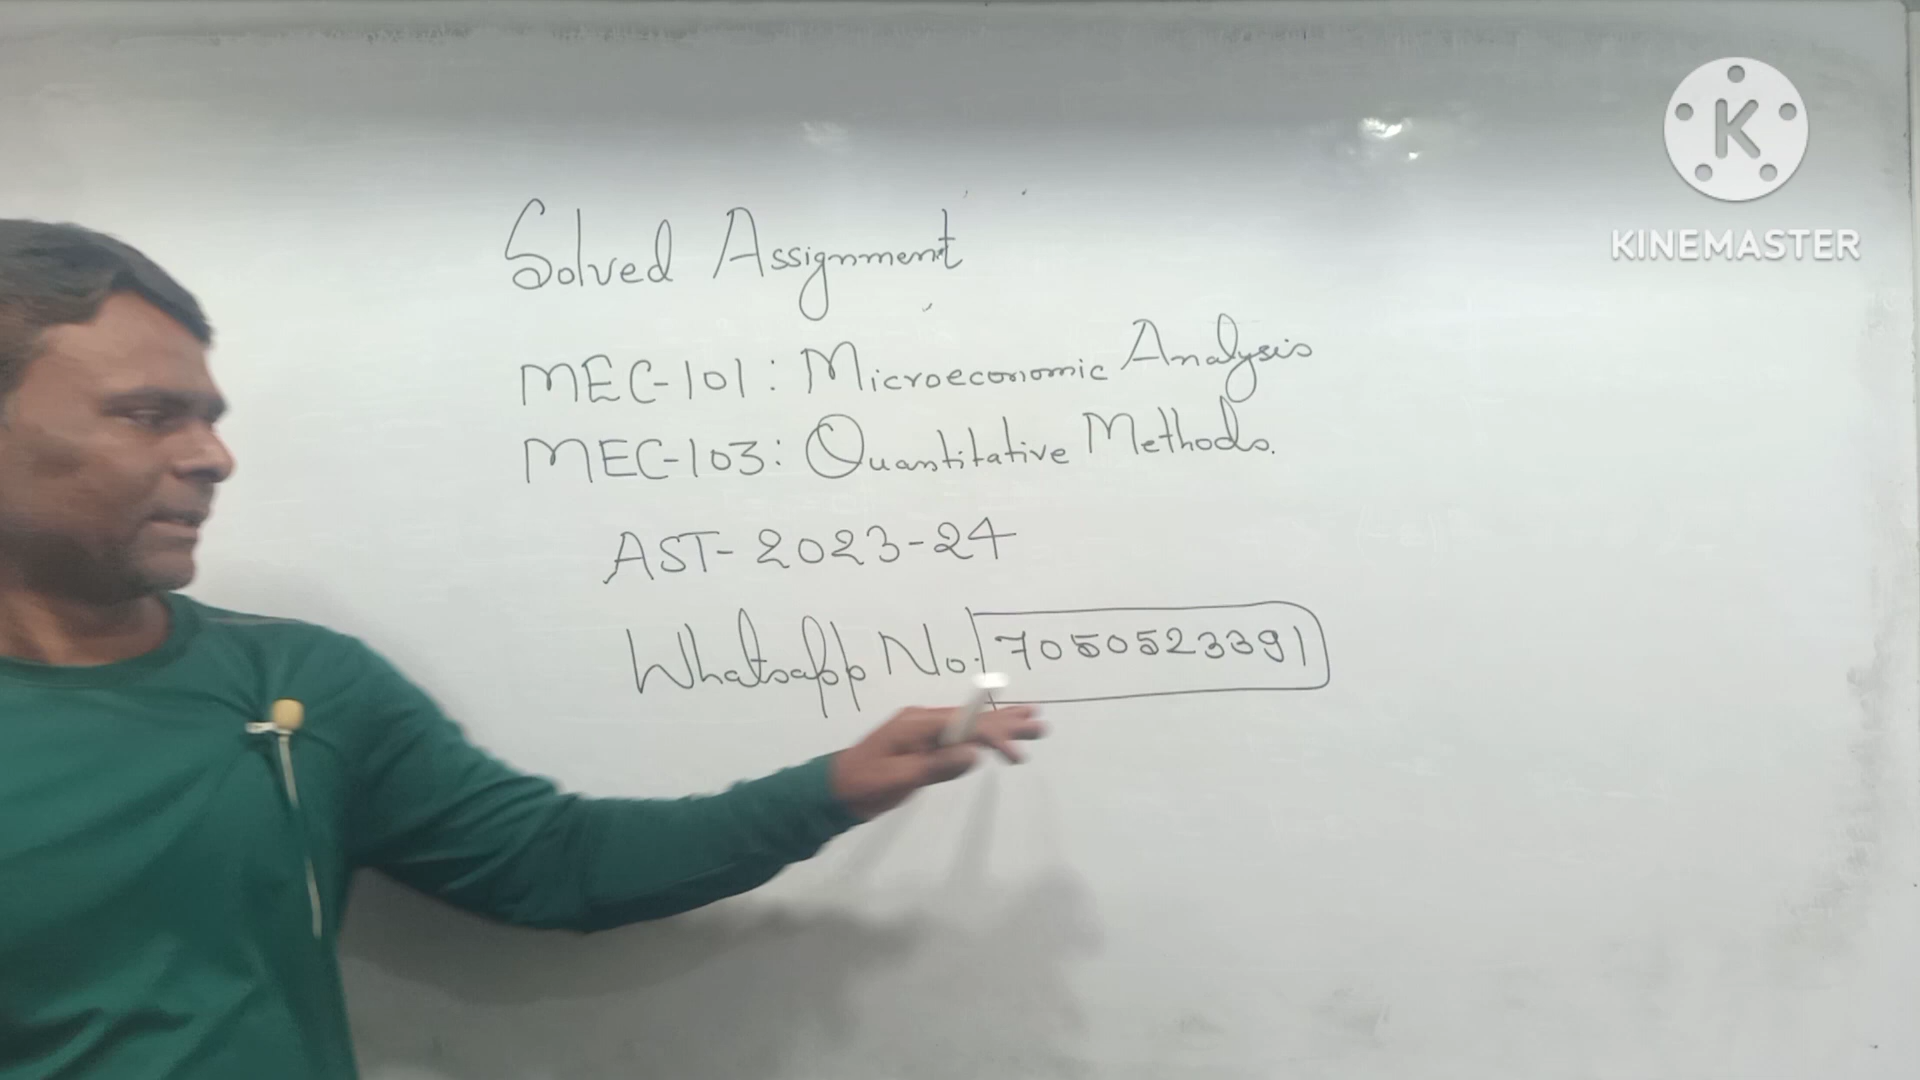 Solved Assignment
MEC-101: Microeconomic Analysis
MEC-103: Quantitative Methods.
AST-2023-24
Whatsapp No. 7050523391
K
KINEMASTER